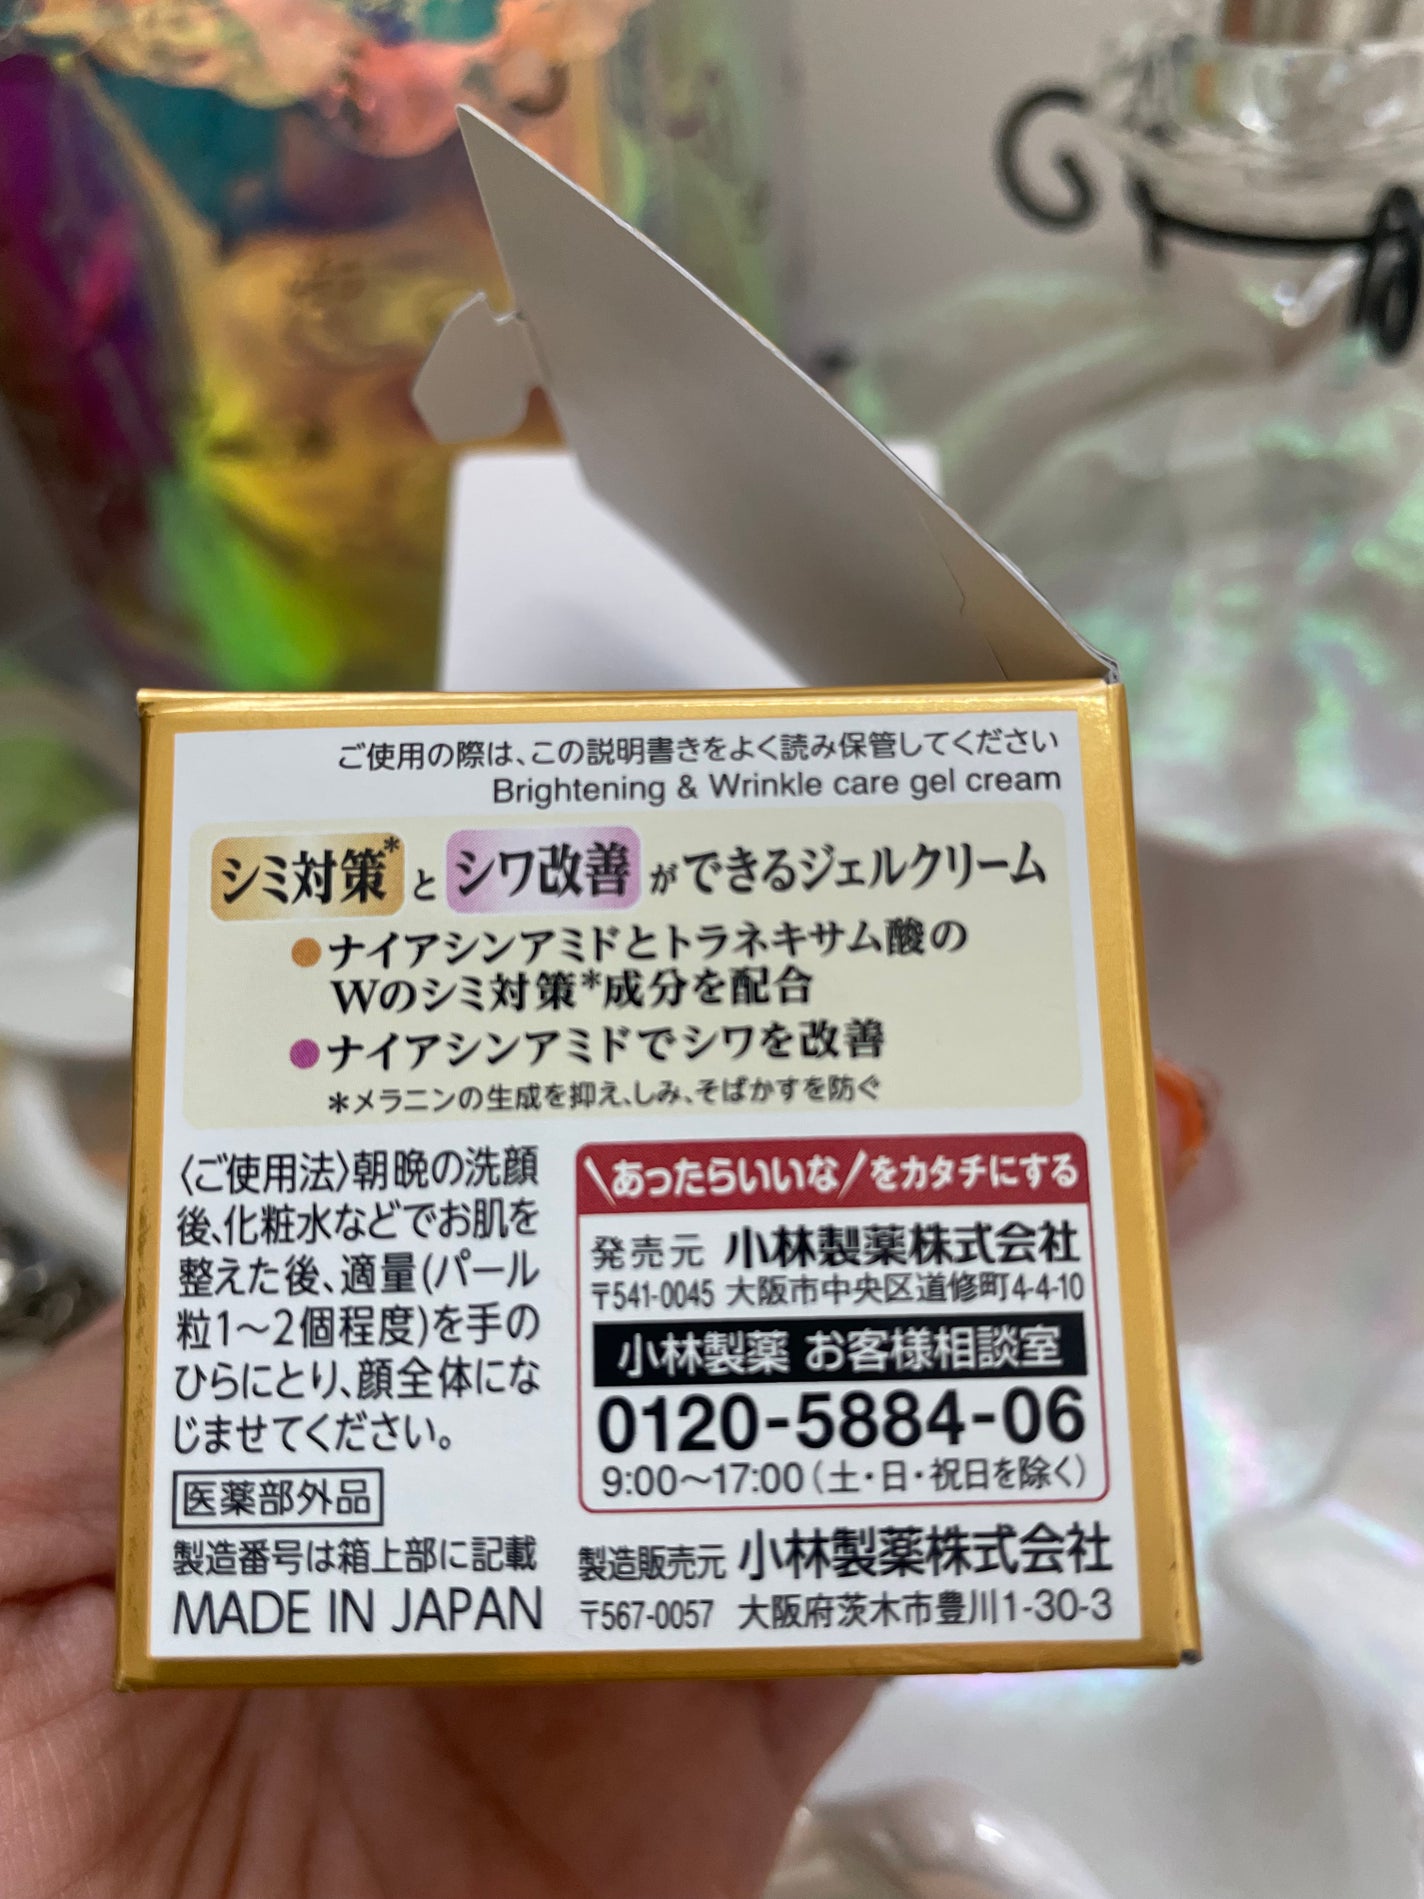 ご使用の際は、この説明書きをよく読み保管してください
Brightening & Wrinkle care gel cream
シミ対策*とシワ改善ができるジェルクリーム
●ナイアシンアミドとトラネキサム酸の
Wのシミ対策*成分を配合
●ナイアシンアミドでシワを改善
*メラニンの生成を抑え、しみ、そばかすを防ぐ
〈ご使用法〉朝晩の洗顔
後、化粧水などでお肌を
整えた後、適量(パール
粒1～2個程度)を手の
ひらにとり、顔全体にな
じませてください。
医薬部外品
製造番号は箱上部に記載
MADE IN JAPAN
\あったらいいな/をカタチにする
発売元 小林製薬株式会社
〒541-0045 大阪市中央区道修町4-4-10
小林製薬 お客様相談室
0120-5884-06
9:00～17:00(土・日・祝日を除く)
製造販売元 小林製薬株式会社
〒567-0057 大阪府茨木市豊川1-30-3